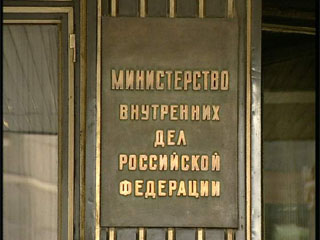 МИНИСТЕРСТВО
ВНУТРЕННИХ
ДЕЛ
РОССИЙСКОЙ
ФЕДЕРАЦИИ